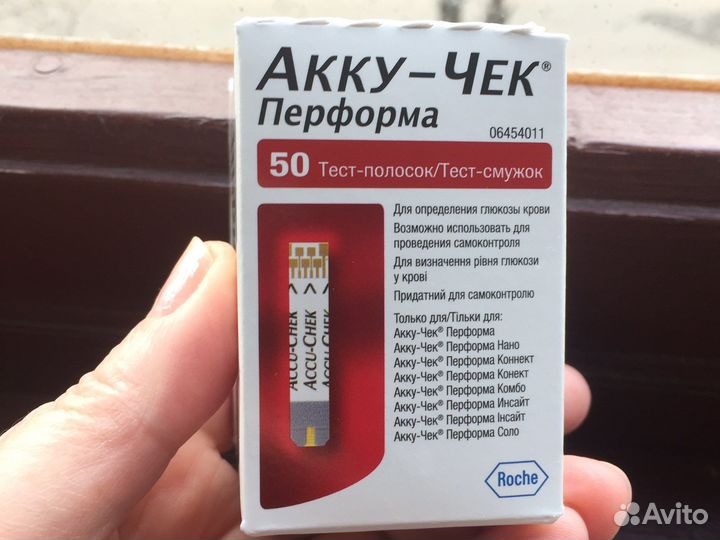 Акку-Чек®
Перформа
06454011
50 Тест-полосок/Тест-смужок
Для определения глюкозы крови
Возможно использовать для
проведения самоконтроля
Для визначення рівня глюкози
у крові
Придатний для самоконтролю
Только для/Тільки для:
Акку-Чек® Перформа
Акку-Чек® Перформа Нано
Акку-Чек® Перформа Коннект
Акку-Чек® Перформа Конект
Акку-Чек® Перформа Комбо
Акку-Чек® Перформа Инсайт
Акку-Чек® Перформа Інсайт
Акку-Чек® Перформа Соло
ACCU-CHEK
ACCU-CHEK
ACCU-CHEK
Roche
Avito